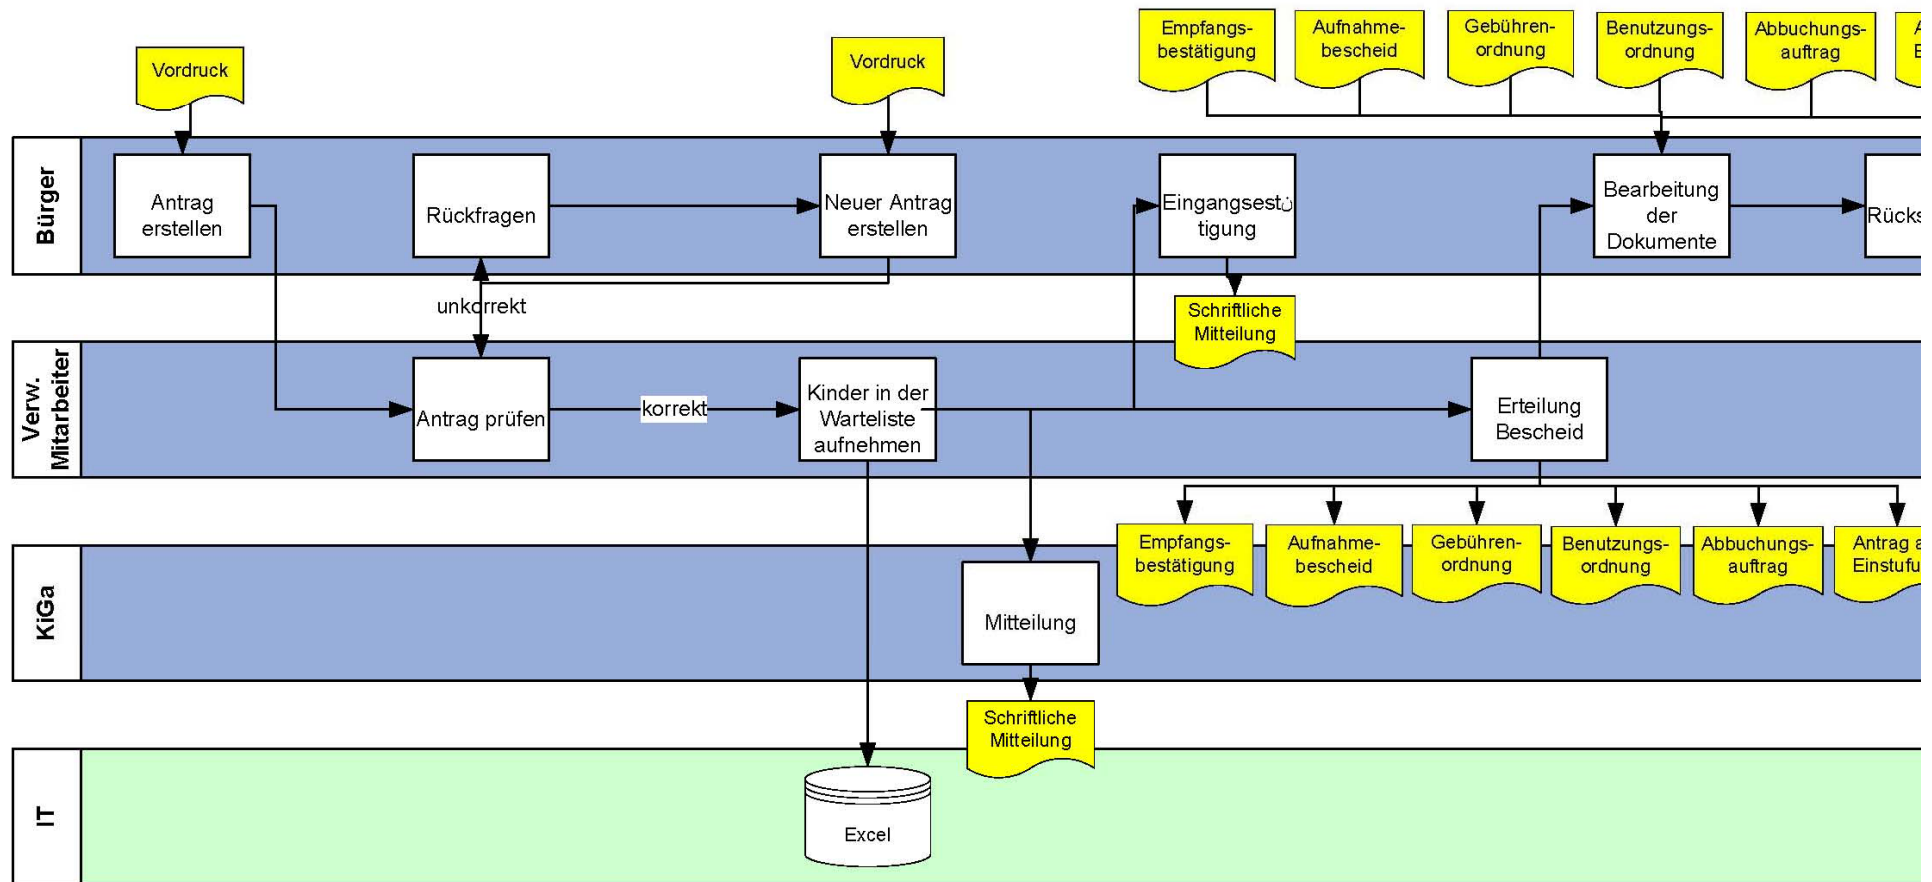 Empfangs-
bestätigung
Aufnahme-
bescheid
Gebühren-
ordnung
Benutzungs-
ordnung
Abbuchungs-
auftrag
Vordruck
Vordruck
Bürger
Antrag
erstellen
Rückfragen
Neuer Antrag
erstellen
Eingangsestن
tigung
Bearbeitung
der
Dokumente
unkorrekt
Schriftliche
Mitteilung
Verw.
Mitarbeiter
Antrag prüfen
korrekt
Kinder in der
Warteliste
aufnehmen
Erteilung
Bescheid
Empfangs-
bestätigung
Aufnahme-
bescheid
Gebühren-
ordnung
Benutzungs-
ordnung
Abbuchungs-
auftrag
Antrag
KiGa
Mitteilung
Schriftliche
Mitteilung
IT
Excel